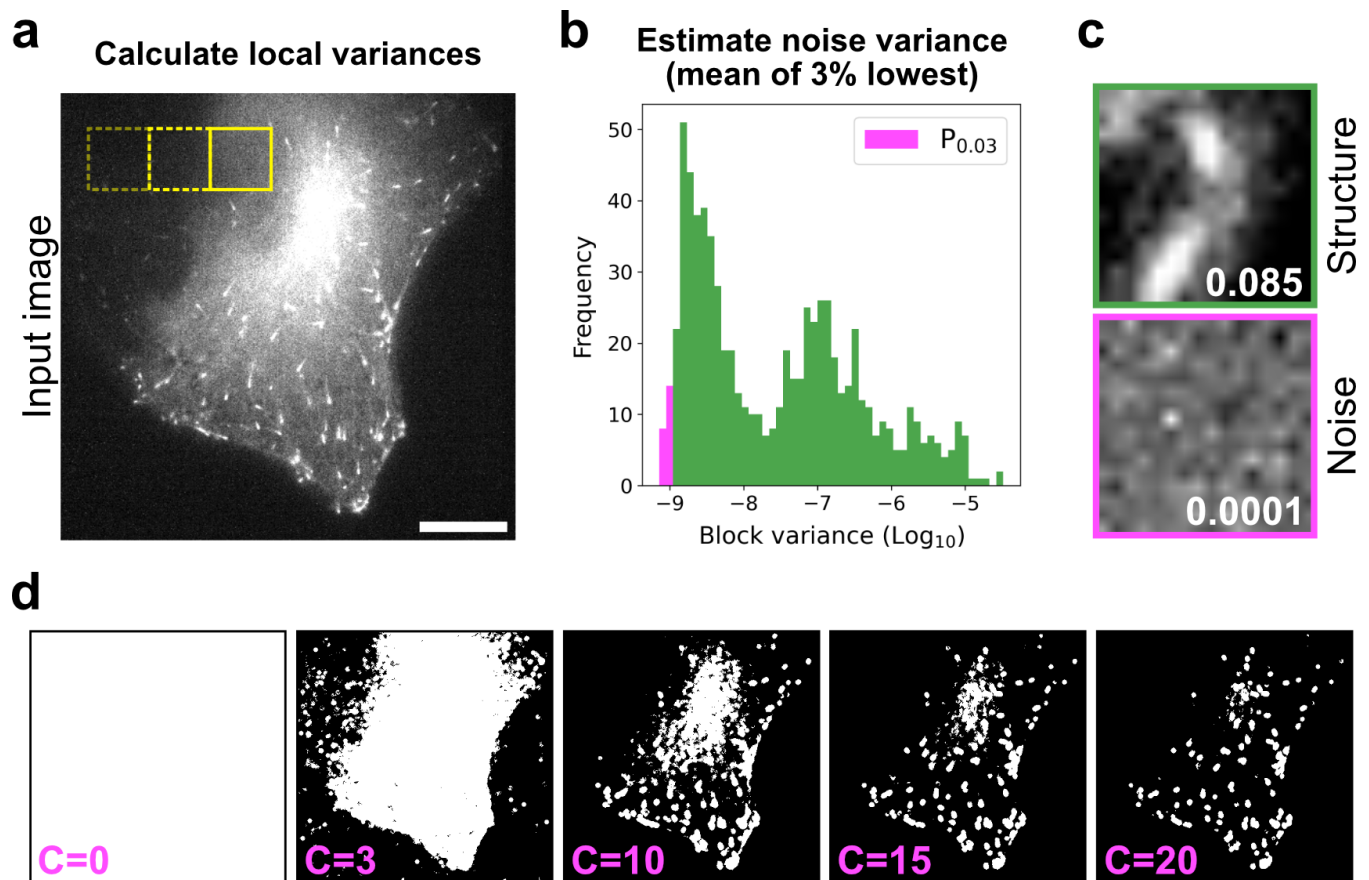 a
Calculate local variances
Input image
b
Estimate noise variance
(mean of 3% lowest)
P0.03
Frequency
50
40
30
20
10
0
−9
−8
−7
−6
−5
Block variance (Log10)
c
0.085
Structure
0.0001
Noise
d
C=0
C=3
C=10
C=15
C=20